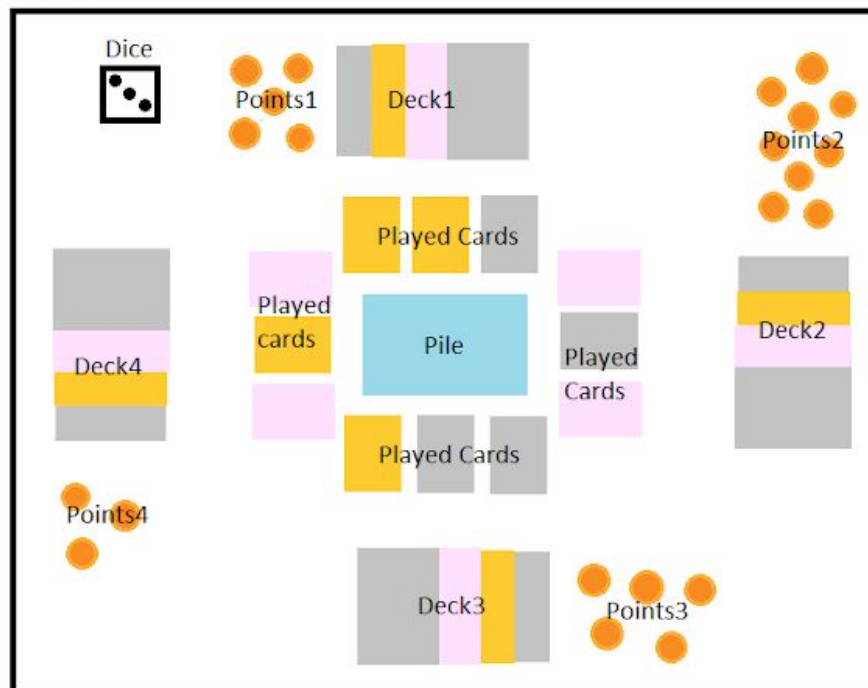 Dice
Points1
Deck1
Points2
Played Cards
Played
cards
Pile
Deck2
Played
Cards
Deck4
Played Cards
Points4
Deck3
Points3